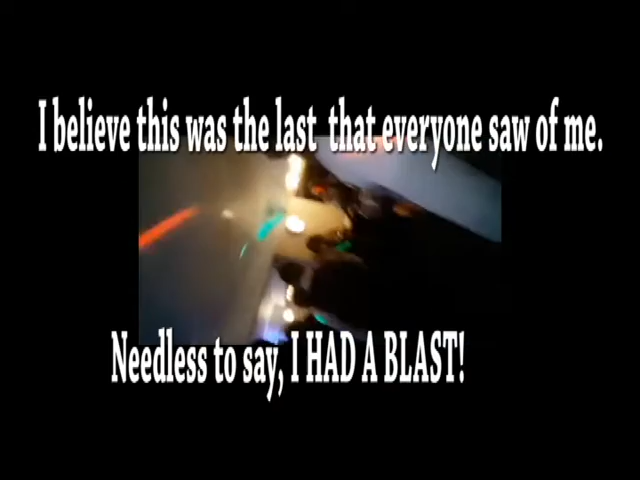 I believe this was the last that everyone saw of me.
Needless to say, I HAD A BLAST!